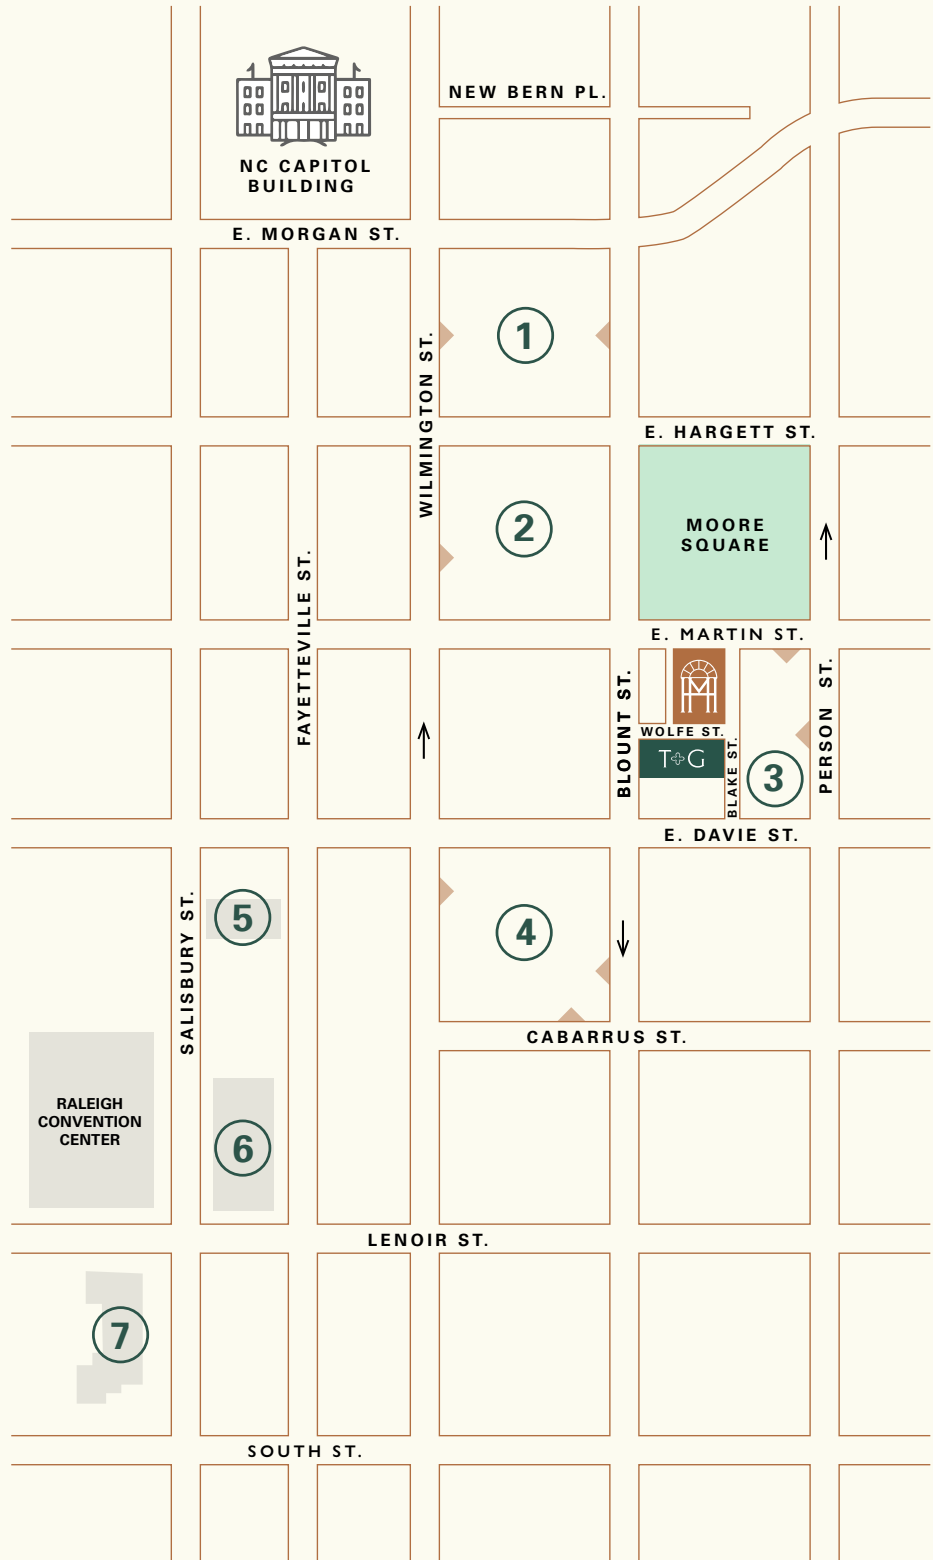 NEW BERN PL.
NC CAPITOL
BUILDING
E. MORGAN ST.
1
WILMINGTON ST.
E. HARGETT ST.
2
MOORE
SQUARE
FAYETTEVILLE ST.
E. MARTIN ST.
BLOUNT ST.
WOLFE ST.
T+G
BLAKE ST.
3
PERSON ST.
E. DAVIE ST.
SALISBURY ST.
5
4
CABARRUS ST.
RALEIGH
CONVENTION
CENTER
6
LENOIR ST.
7
SOUTH ST.